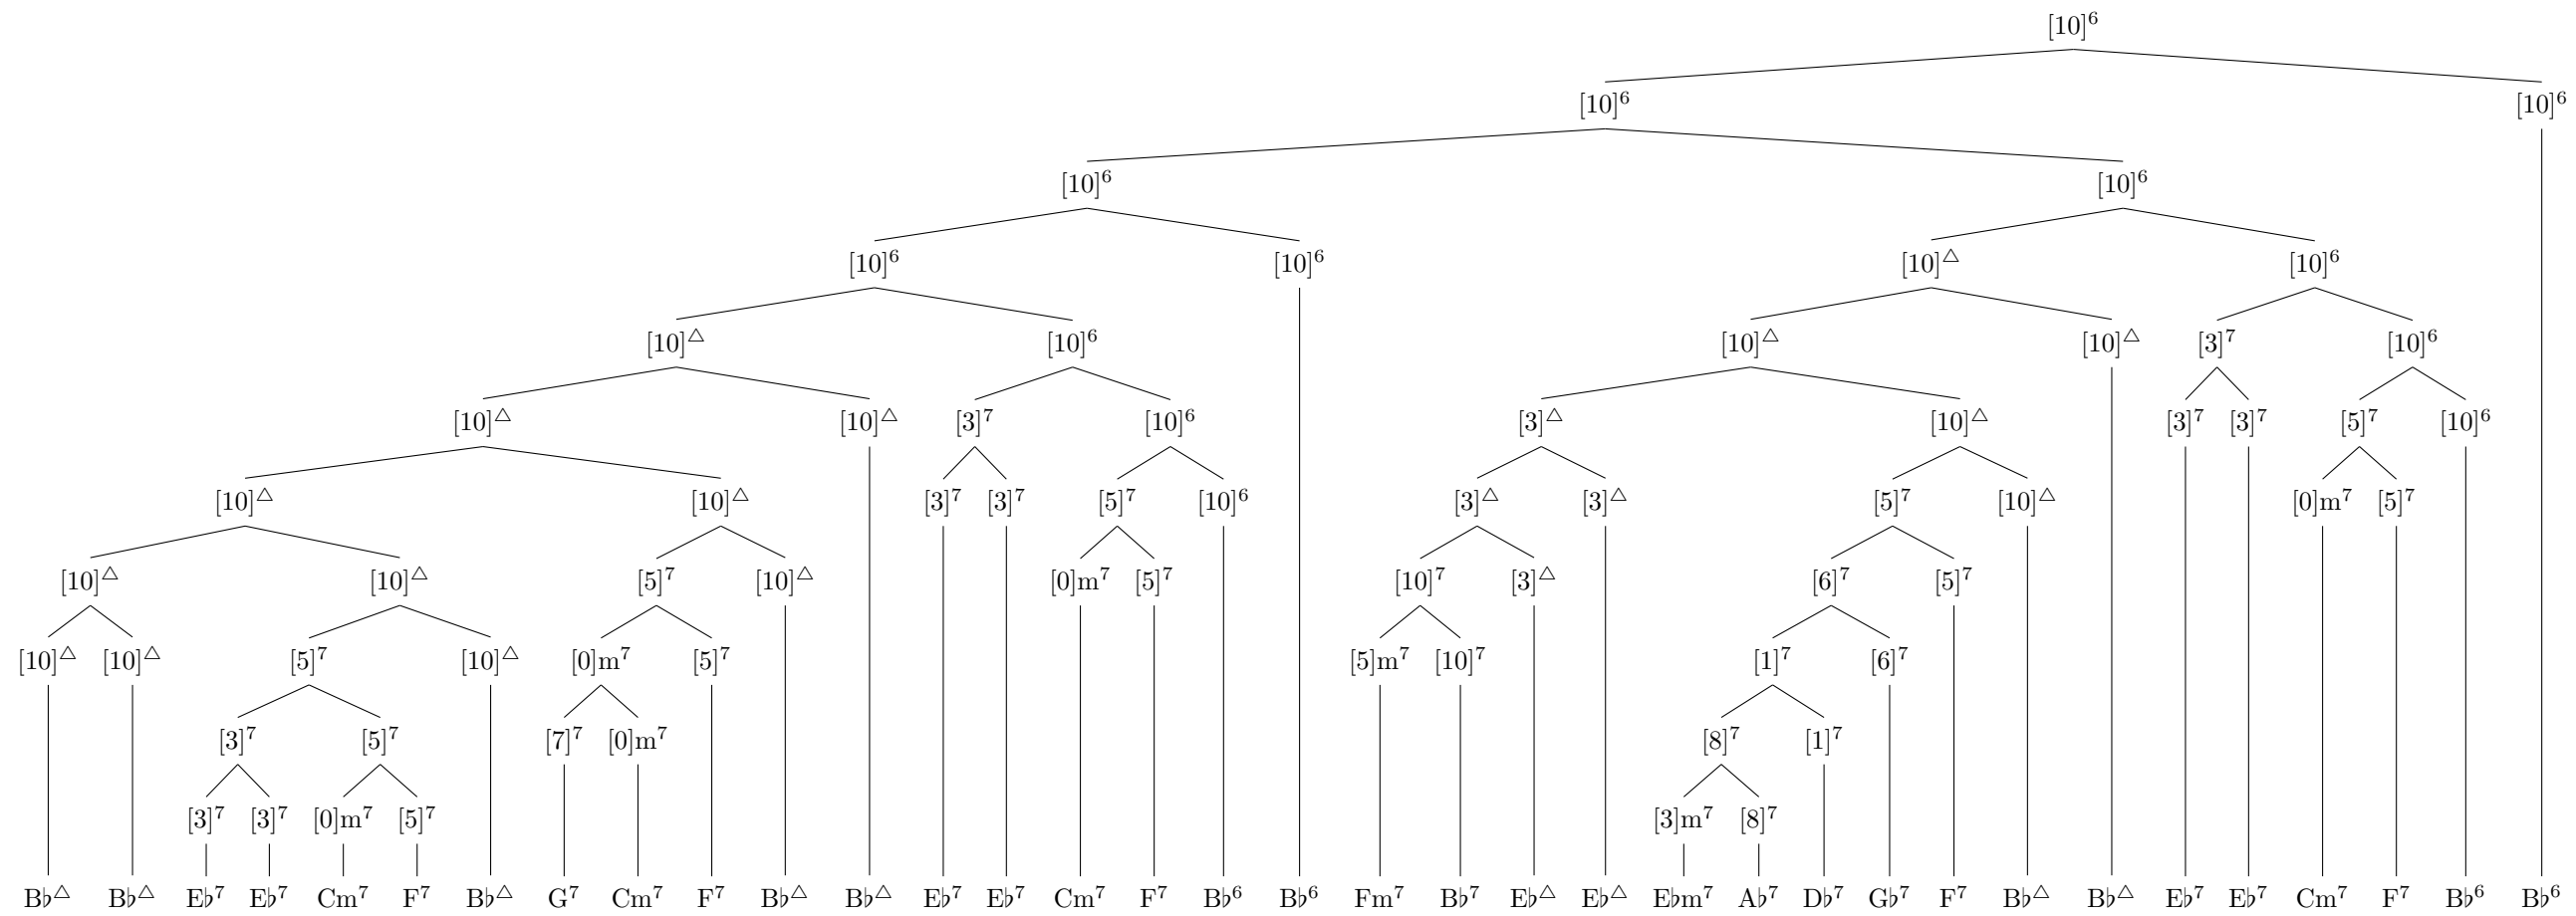 [10]⁶
[10]⁶ [10]⁶
[10]⁶ [10]⁶
[10]⁶ [10]⁶ [10]△ [10]⁶
[10]△ [10]⁶ [10]△ [10]△ [3]⁷ [10]⁶
[10]△ [10]△ [3]⁷ [10]⁶ [3]△ [10]△ [3]⁷ [3]⁷ [5]⁷ [10]⁶
[10]△ [10]△ [3]⁷ [3]⁷ [5]⁷ [10]⁶ [3]△ [3]△ [5]⁷ [10]△ [0]m⁷ [5]⁷
[10]△ [10]△ [5]⁷ [10]△ [0]m⁷ [5]⁷ [10]⁷ [3]△ [6]⁷ [5]⁷
[10]△ [10]△ [5]⁷ [10]△ [0]m⁷ [5]⁷ [5]m⁷ [10]⁷ [1]⁷ [6]⁷
[3]⁷ [5]⁷ [7]⁷ [0]m⁷ [8]⁷ [1]⁷
[3]⁷ [3]⁷ [0]m⁷ [5]⁷ [3]m⁷ [8]⁷
B♭△ B♭△ E♭⁷ E♭⁷ Cm⁷ F⁷ B♭△ G⁷ Cm⁷ F⁷ B♭△ B♭△ E♭⁷ E♭⁷ Cm⁷ F⁷ B♭⁶ B♭⁶ Fm⁷ B♭⁷ E♭△ E♭△ E♭m⁷ A♭⁷ D♭⁷ G♭⁷ F⁷ B♭△ B♭△ E♭⁷ E♭⁷ Cm⁷ F⁷ B♭⁶ B♭⁶